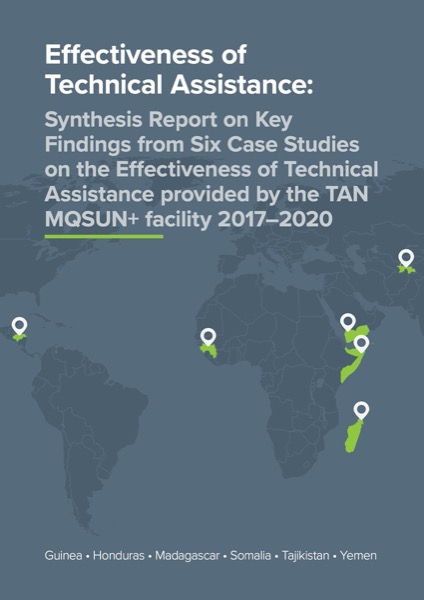 Effectiveness of
Technical Assistance:
Synthesis Report on Key
Findings from Six Case Studies
on the Effectiveness of Technical
Assistance provided by the TAN
MQSUN+ facility 2017–2020
Guinea • Honduras • Madagascar • Somalia • Tajikistan • Yemen